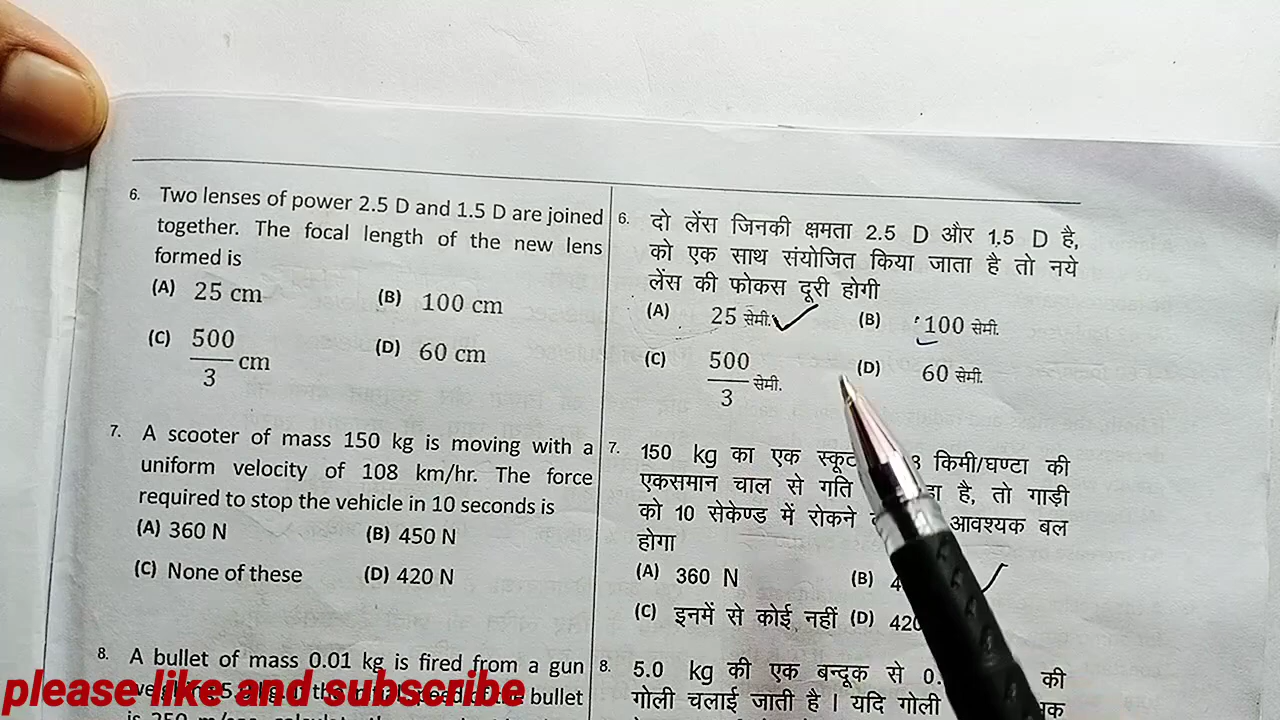 6. Two lenses of power 2.5 D and 1.5 D are joined
together. The focal length of the new lens
formed is
(A) 25 cm (B) 100 cm
(C) 500/3 cm (D) 60 cm
7. A scooter of mass 150 kg is moving with a
uniform velocity of 108 km/hr. The force
required to stop the vehicle in 10 seconds is
(A) 360 N (B) 450 N
(C) None of these (D) 420 N
8. A bullet of mass 0.01 kg is fired from a gun
bullet
6. दो लेंस जिनकी क्षमता 2.5 D और 1.5 D है,
को एक साथ संयोजित किया जाता है तो नये
लेंस की फोकस दूरी होगी
(A) 25 सेमी. (B) 100 सेमी.
(C) 500/3 सेमी. (D) 60 सेमी.
7. 150 kg का एक किमी/घण्टा की
एकसमान चाल से गति है, तो गाड़ी
को 10 सेकेण्ड में रोकने आवश्यक बल
होगा
(A) 360 N (B)
(C) इनमें से कोई नहीं (D)
8. 5.0 kg की एक बन्दूक से की
गोली चलाई जाती है । यदि गोली
please like and subscribe